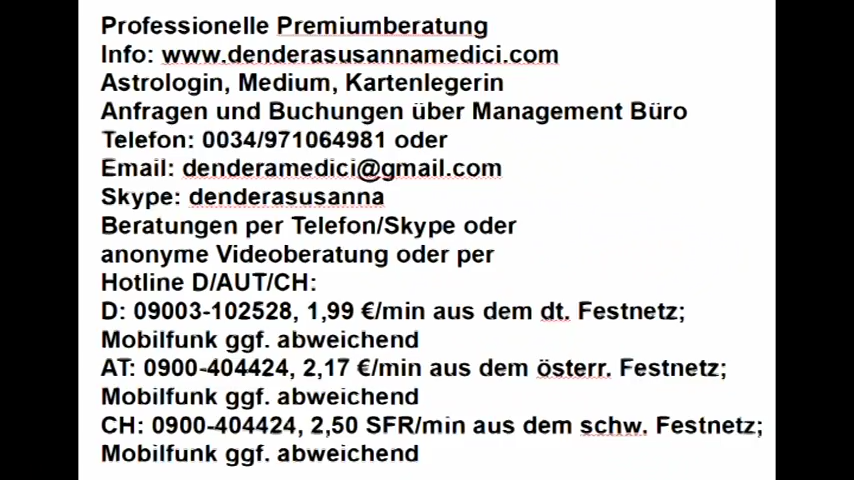 Professionelle Premiumberatung
Info: www.denderasusannamedici.com
Astrologin, Medium, Kartenlegerin
Anfragen und Buchungen über Management Büro
Telefon: 0034/971064981 oder
Email: denderamedici@gmail.com
Skype: denderasusanna
Beratungen per Telefon/Skype oder
anonyme Videoberatung oder per
Hotline D/AUT/CH:
D: 09003-102528, 1,99 €/min aus dem dt. Festnetz;
Mobilfunk ggf. abweichend
AT: 0900-404424, 2,17 €/min aus dem österr. Festnetz;
Mobilfunk ggf. abweichend
CH: 0900-404424, 2,50 SFR/min aus dem schw. Festnetz;
Mobilfunk ggf. abweichend